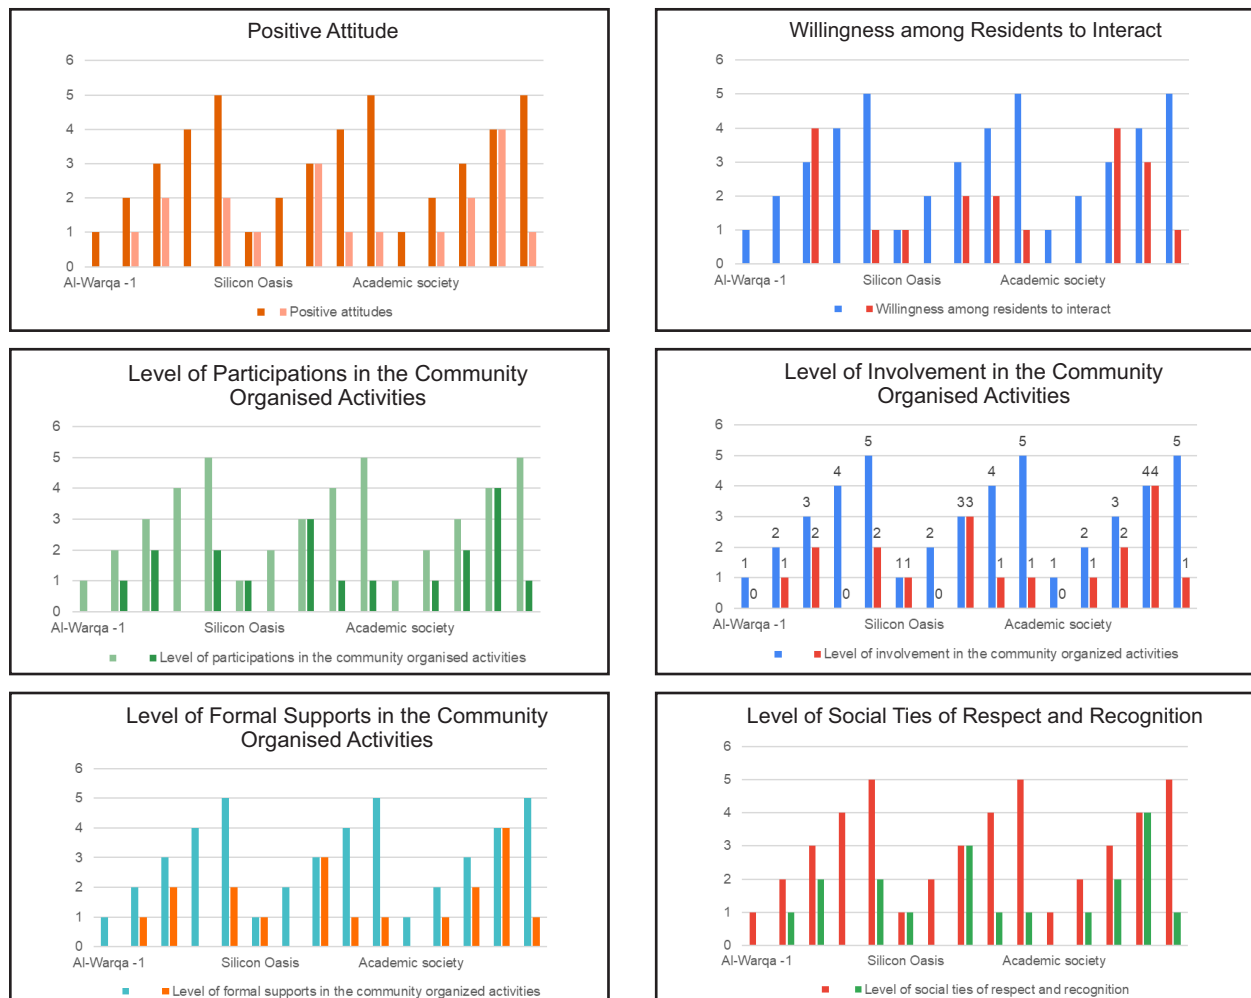 Positive Attitude
6
5
4
3
2
1
0
Al-Warqa -1 Silicon Oasis Academic society
Positive attitudes
Willingness among Residents to Interact
6
5
4
3
2
1
0
Al-Warqa -1 Silicon Oasis Academic society
Willingness among residents to interact
Level of Participations in the Community
Organised Activities
6
5
4
3
2
1
0
Al-Warqa -1 Silicon Oasis Academic society
Level of participations in the community organised activities
Level of Involvement in the Community
Organised Activities
6
5
4
3
2
1
0
1 0 2 1 3 2 4 0 5 2 1 1 2 0 3 3 4 1 5 1 1 0 2 1 3 2 4 4 5 1
Al-Warqa -1 Silicon Oasis Academic society
Level of involvement in the community organized activities
Level of Formal Supports in the Community
Organised Activities
6
5
4
3
2
1
0
Al-Warqa -1 Silicon Oasis Academic society
Level of formal supports in the community organized activities
Level of Social Ties of Respect and Recognition
6
5
4
3
2
1
0
Al-Warqa -1 Silicon Oasis Academic society
Level of social ties of respect and recognition